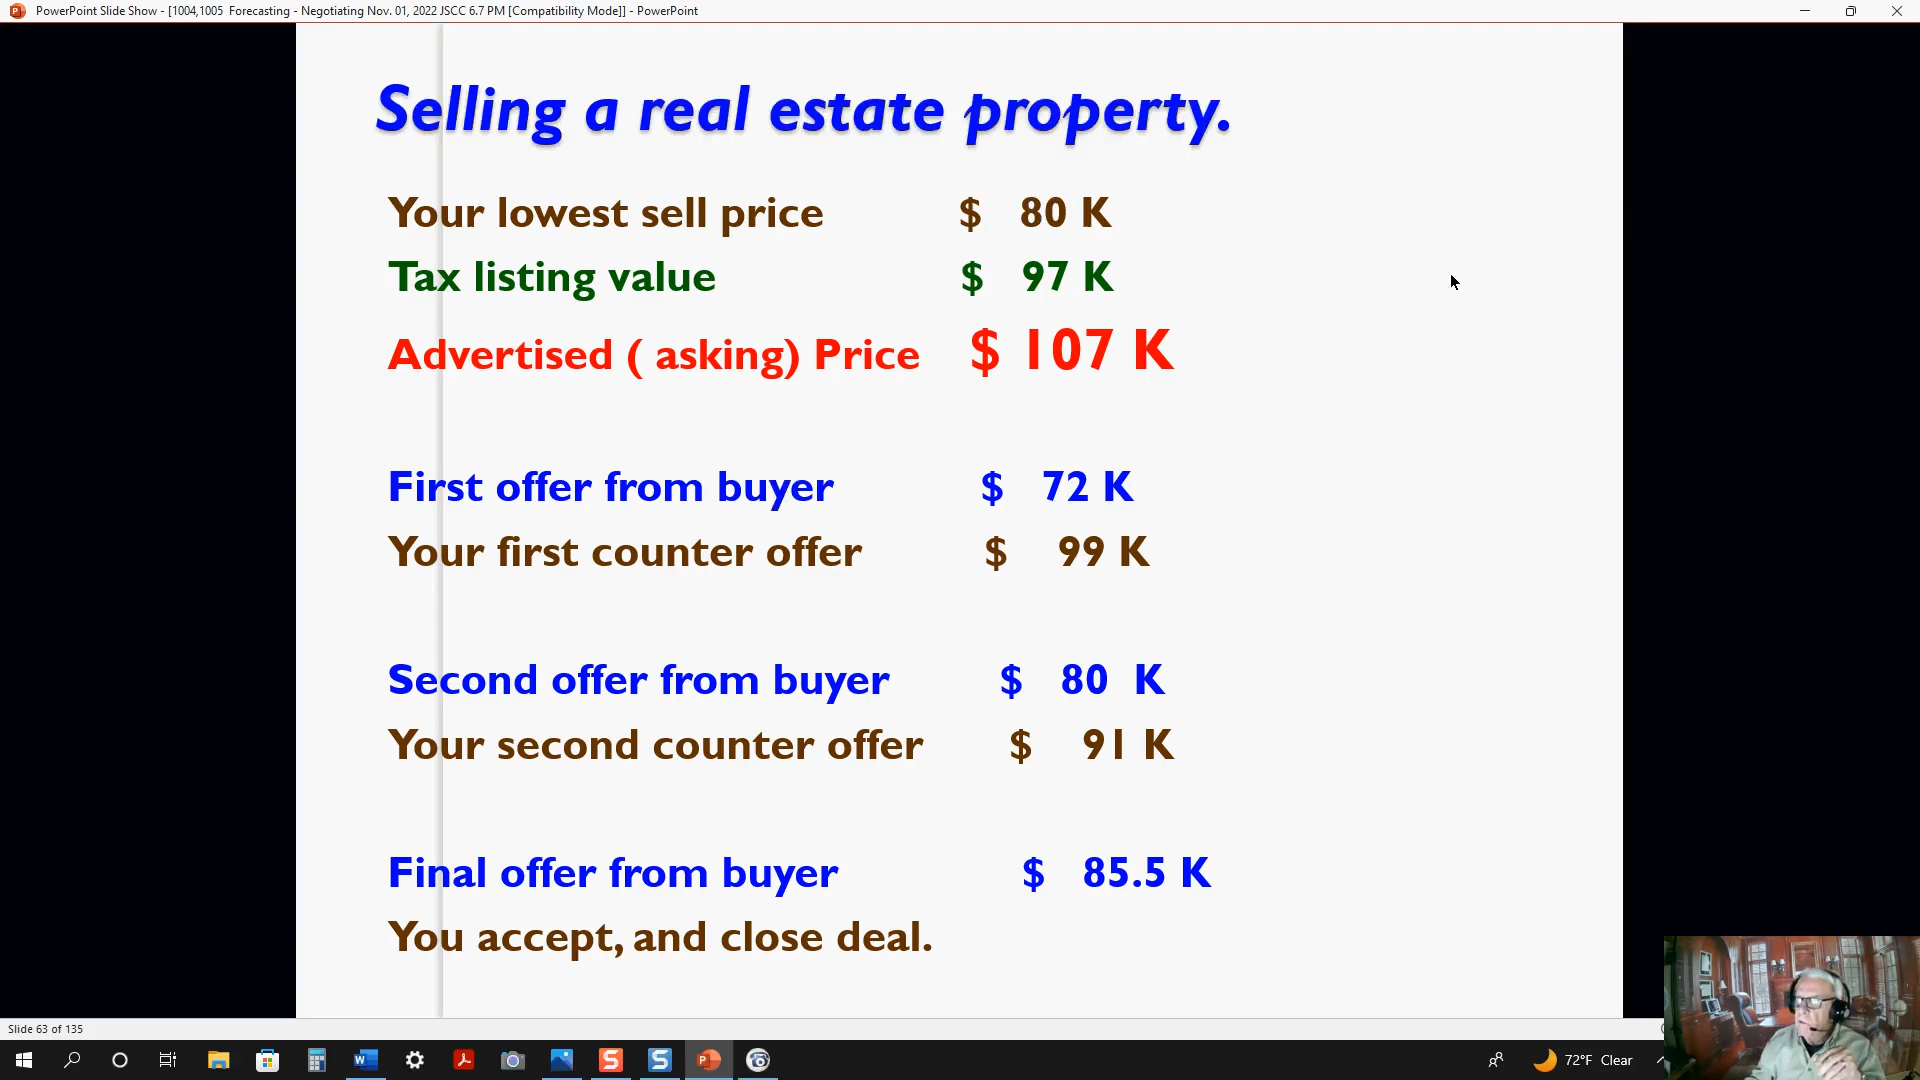 PowerPoint Slide Show - [1004,1005 Forecasting - Negotiating Nov. 01, 2022 JSCC 6.7 PM [Compatibility Mode]] - PowerPoint
Selling a real estate property.
Your lowest sell price $ 80 K
Tax listing value $ 97 K
Advertised ( asking) Price $ 107 K
First offer from buyer $ 72 K
Your first counter offer $ 99 K
Second offer from buyer $ 80 K
Your second counter offer $ 91 K
Final offer from buyer $ 85.5 K
You accept, and close deal.
Slide 63 of 135
72°F Clear